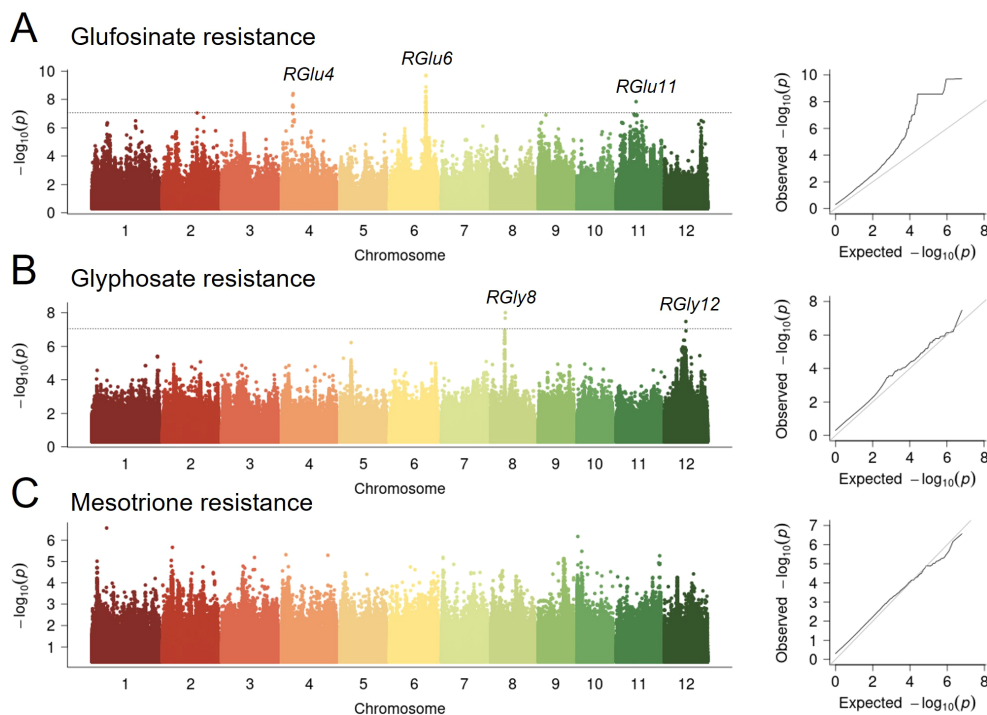 A
Glufosinate resistance
RGlu4
RGlu6
RGlu11
−log10(p)
10
8
6
4
2
0
1 2 3 4 5 6 7 8 9 10 11 12
Chromosome
Observed −log10(p)
10
8
6
4
2
0
0 2 4 6 8
Expected −log10(p)
B
Glyphosate resistance
RGly8
RGly12
−log10(p)
8
6
4
2
0
1 2 3 4 5 6 7 8 9 10 11 12
Chromosome
Observed −log10(p)
8
6
4
2
0
0 2 4 6 8
Expected −log10(p)
C
Mesotrione resistance
−log10(p)
6
5
4
3
2
1
1 2 3 4 5 6 7 8 9 10 11 12
Chromosome
Observed −log10(p)
7
6
5
4
3
2
1
0
0 2 4 6 8
Expected −log10(p)